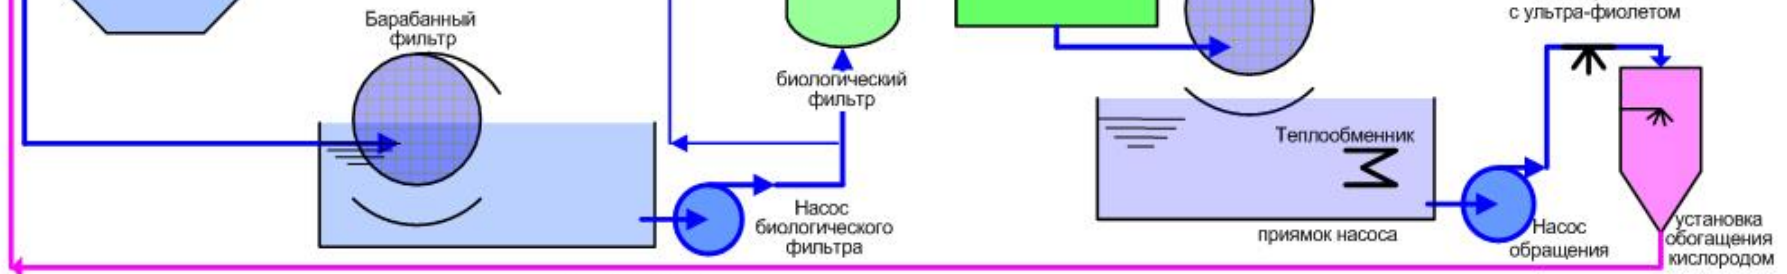 Барабанный
фильтр
биологический
фильтр
Насос
биологического
фильтра
с ультра-фиолетом
Теплообменник
приямок насоса
Насос
обращения
установка
обогащения
кислородом